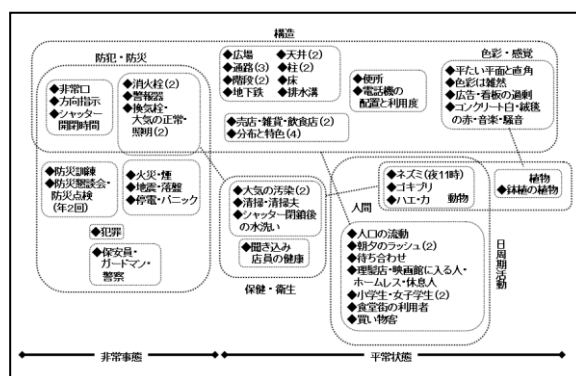 構造
防犯・防災
◆非常口
◆方向指示
◆シャッター
開閉時間
◆消火栓(2)
◆警報器
◆換気栓・
大気の正常・
照明(2)
◆広場
◆通路(3)
◆階段(2)
◆地下鉄
◆天井(2)
◆柱(2)
◆床
◆排水溝
◆便所
◆電話機の
配置と利用度
色彩・感覚
◆平たい平面と直角
◆色彩は雑然
◆広告・看板の過剰
◆コンクリート白・絨毯
の赤・音楽・騒音
◆売店・雑貨・飲食店(2)
◆分布と特色(4)
◆防災訓練
◆防災懇談会・
防災点検
(年2回)
◆火災・煙
◆地震・落盤
◆停電・パニック
◆犯罪
◆保安員・
ガードマン・
警察
◆大気の汚染(2)
◆清掃・清掃夫
◆シャッター閉鎖後
の水洗い
◆聞き込み
店員の健康
保健・衛生
◆ネズミ(夜11時)
◆ゴキブリ
◆ハエ・カ
動物
植物
◆鉢植の植物
人間
◆人口の流動
◆朝夕のラッシュ(2)
◆待ち合わせ
◆理髪店・映画館に入る人・
ホームレス・休息人
◆小学生・女子学生(2)
◆食堂街の利用者
◆買い物客
日周期活動
非常事態
平常状態